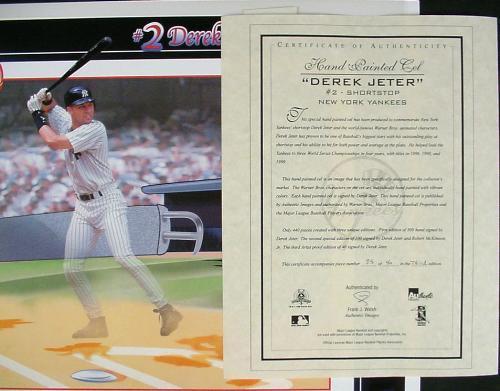 #2 Derek
CERTIFICATE OF AUTHENTICITY
Hand Painted Cel
"DEREK JETER"
#2 - SHORTSTOP
NEW YORK YANKEES
This special hand painted cel has been produced to commemorate New York
Yankees' shortstop Derek Jeter and the world-famous Warner Bros. animated characters.
Derek Jeter has proven to be one of Baseball's biggest stars with his outstanding play at
shortstop and his ability to hit for both power and average at the plate. He helped lead the
Yankees to three World Series Championships in four years, with titles in 1996, 1998, and
1999.
This hand painted cel is an image that has been specifically designed for the collector's
market. The Warner Bros. characters on the cel are individually hand painted with vibrant
colors. Each hand painted cel is signed by Derek Jeter. This hand painted cel is published
by Authentic Images and authorized by Warner Bros., Major League Baseball Properties and
the Major League Baseball Players Association.
Only 440 pieces created with three unique editions. First edition of 300 hand signed by
Derek Jeter. The second special edition of 100 signed by Derek Jeter and Robert McKimson
Jr. The third Artist proof edition of 40 signed by Derek Jeter.
This certificate accompanies piece number of 40 in the edition
Authenticated by
Frank J. Walsh
Authentic Images